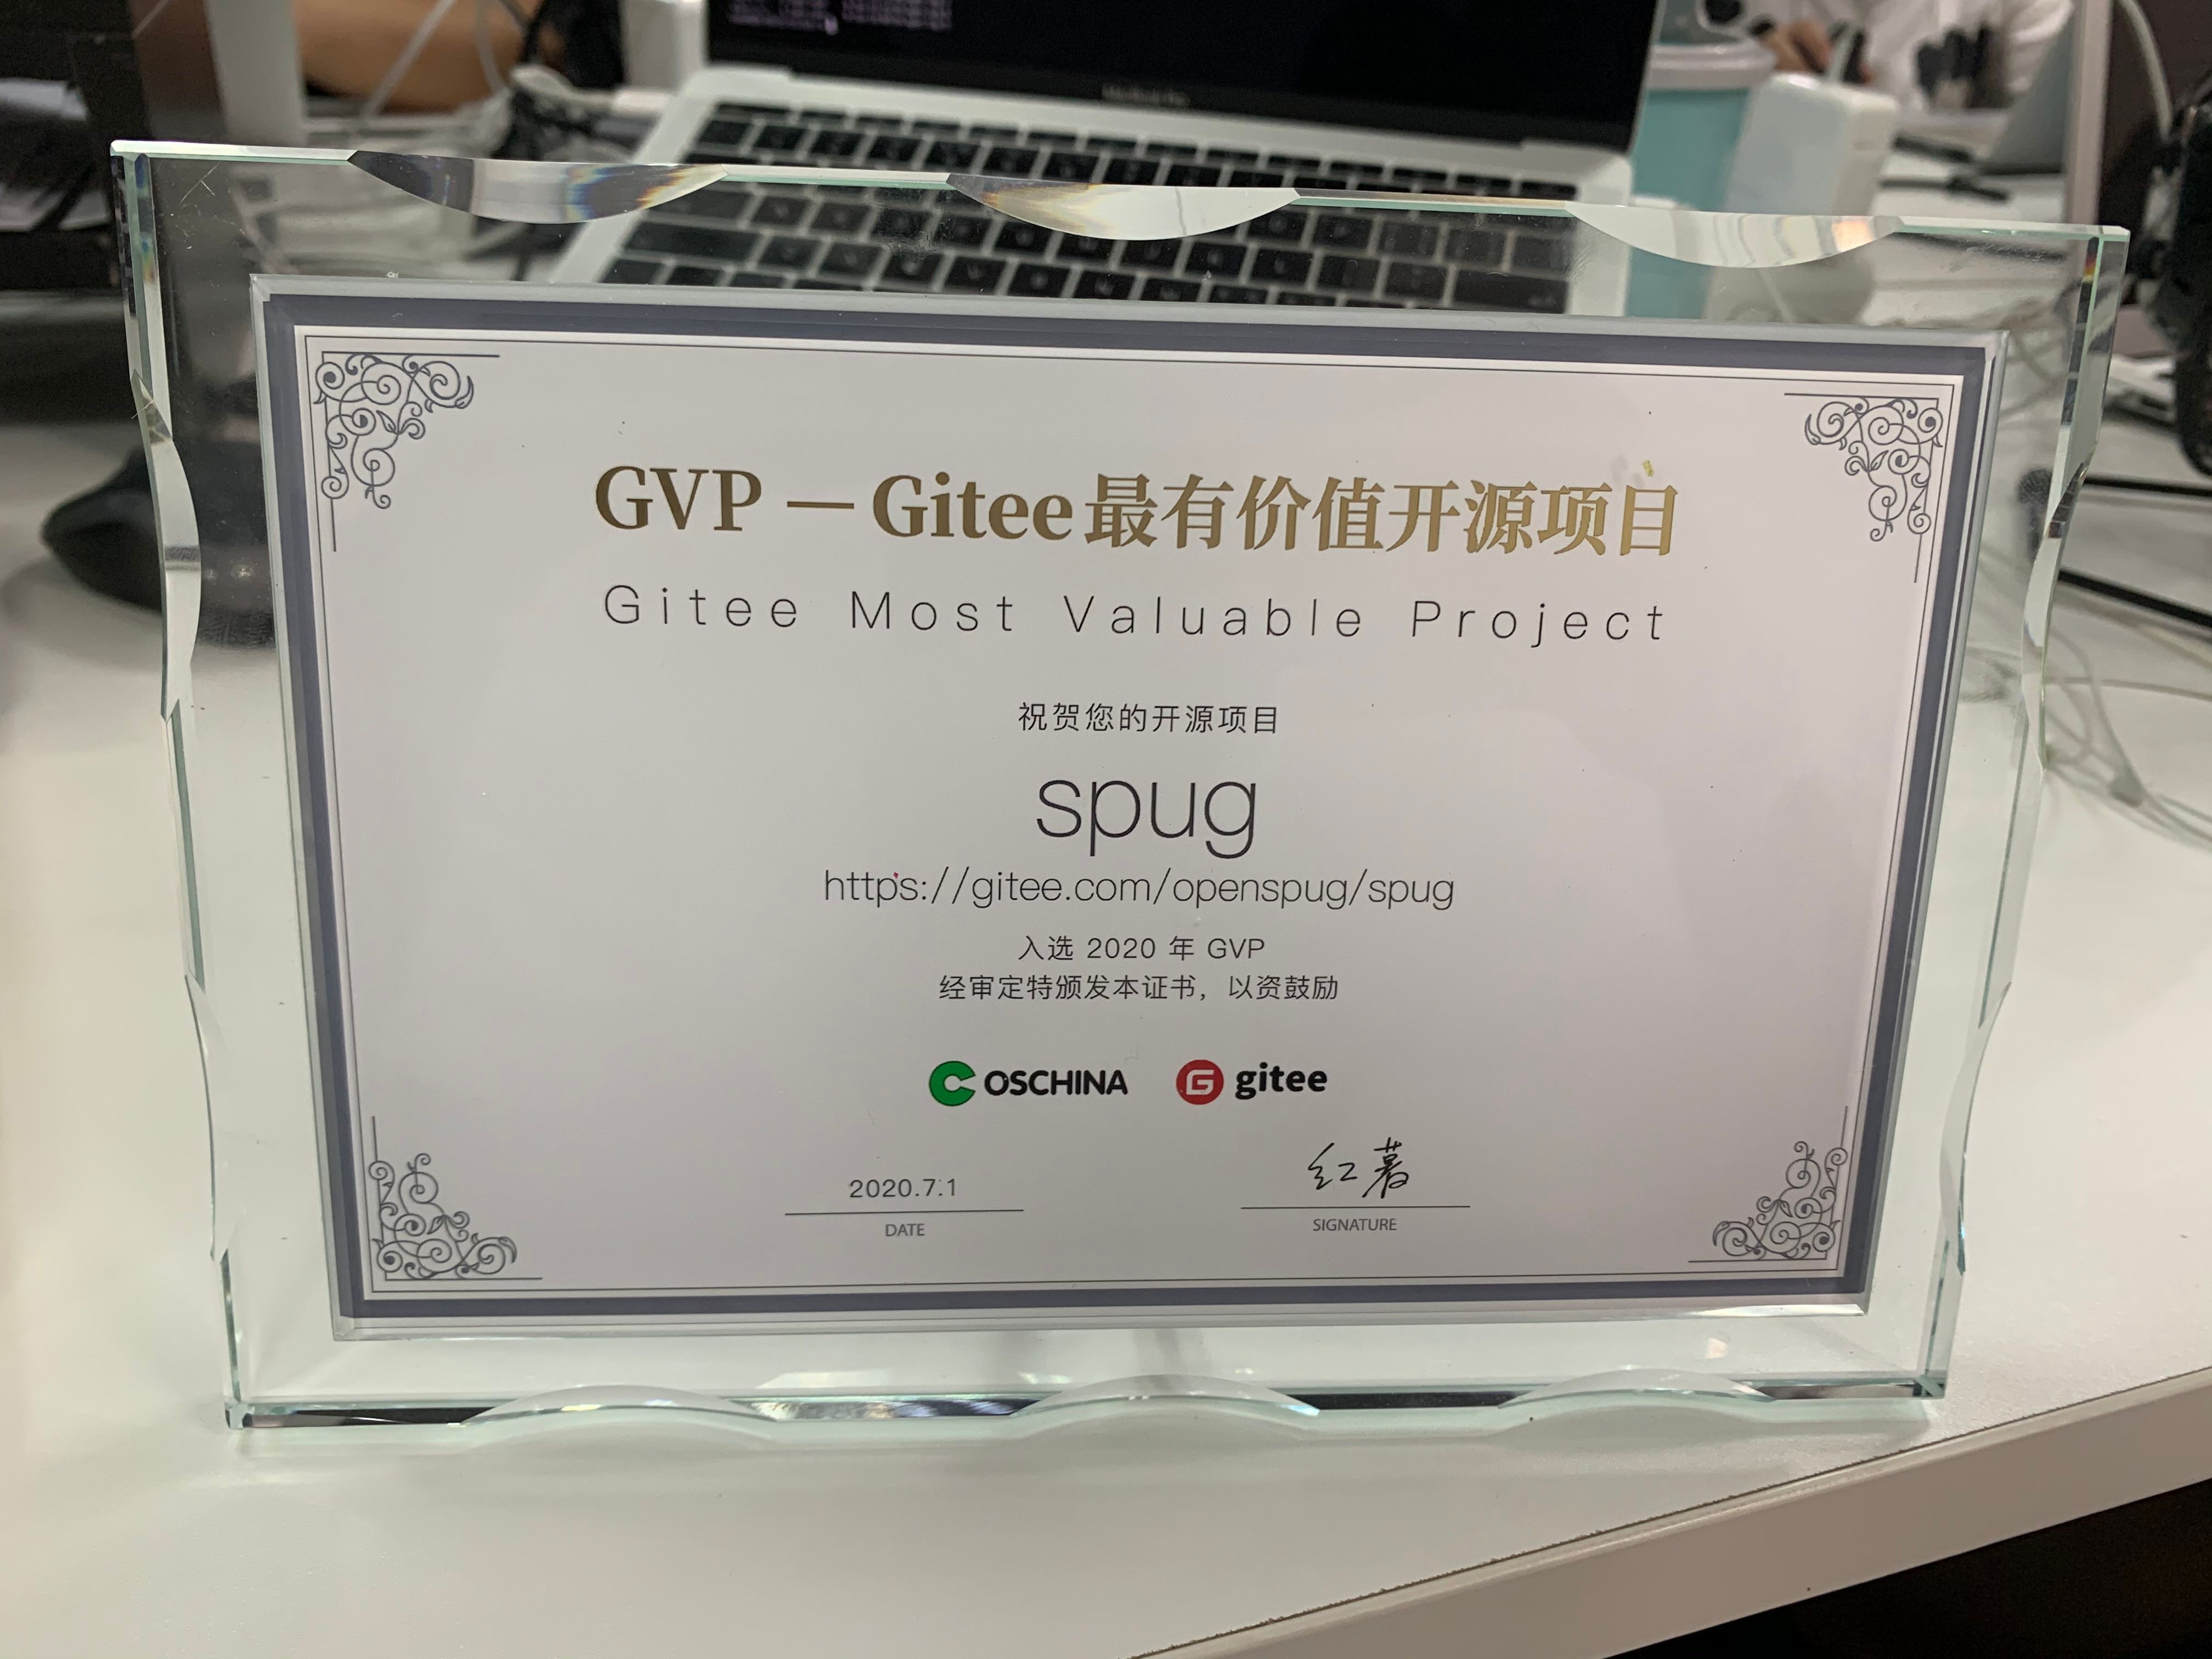 GVP — Gitee最有价值开源项目
Gitee Most Valuable Project
祝贺您的开源项目
spug
https://gitee.com/openspug/spug
入选 2020 年 GVP
经审定特颁发本证书，以资鼓励
OSCHINA gitee
2020.7.1 红薯
DATE SIGNATURE